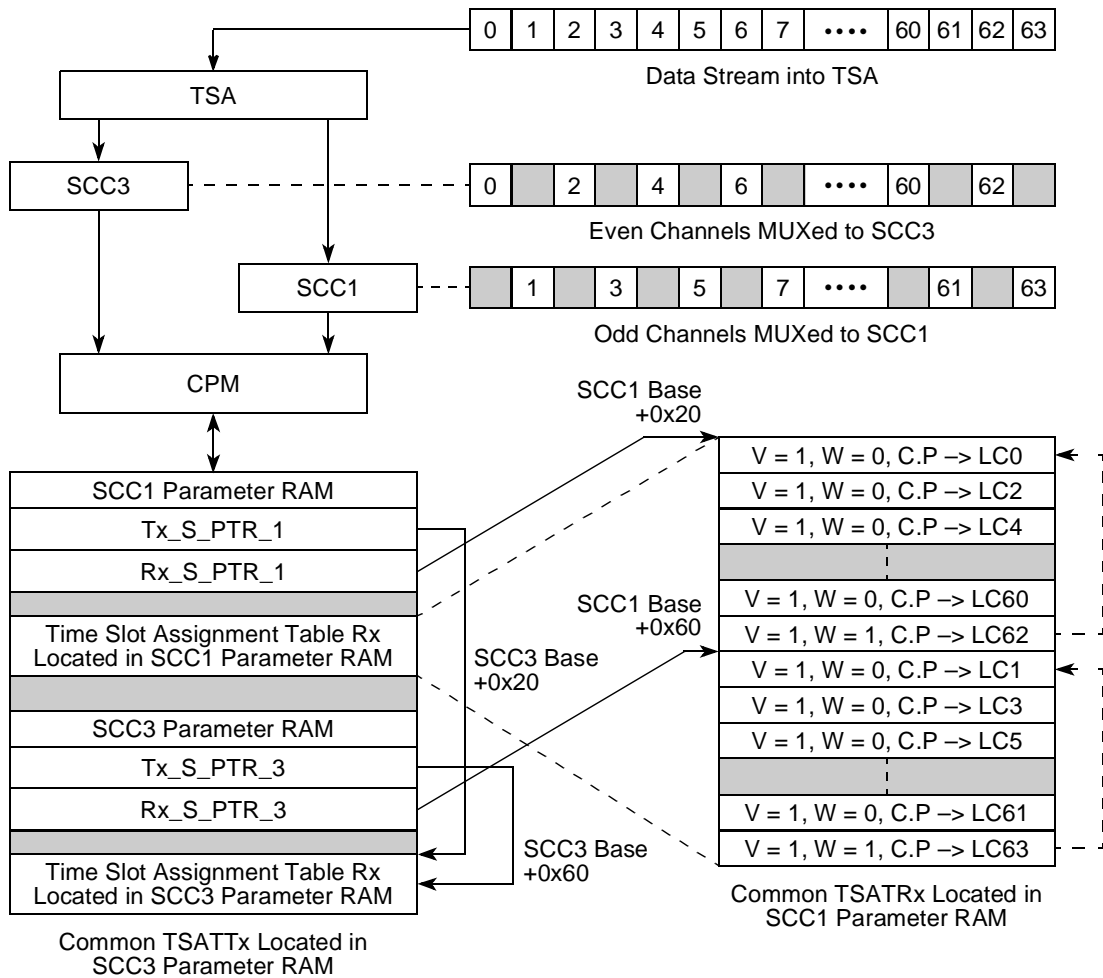 0 1 2 3 4 5 6 7 •••• 60 61 62 63
Data Stream into TSA
TSA
SCC3
0 2 4 6 •••• 60 62
Even Channels MUXed to SCC3
SCC1
1 3 5 7 •••• 61 63
Odd Channels MUXed to SCC1
CPM
SCC1 Base
+0x20
SCC1 Parameter RAM
Tx_S_PTR_1
Rx_S_PTR_1
Time Slot Assignment Table Rx
Located in SCC1 Parameter RAM
SCC3 Parameter RAM
Tx_S_PTR_3
Rx_S_PTR_3
Time Slot Assignment Table Rx
Located in SCC3 Parameter RAM
Common TSATTx Located in
SCC3 Parameter RAM
SCC3 Base
+0x20
SCC3 Base
+0x60
SCC1 Base
+0x60
V = 1, W = 0, C.P –> LC0
V = 1, W = 0, C.P –> LC2
V = 1, W = 0, C.P –> LC4
V = 1, W = 0, C.P –> LC60
V = 1, W = 1, C.P –> LC62
V = 1, W = 0, C.P –> LC1
V = 1, W = 0, C.P –> LC3
V = 1, W = 0, C.P –> LC5
V = 1, W = 0, C.P –> LC61
V = 1, W = 1, C.P –> LC63
Common TSATRx Located in
SCC1 Parameter RAM